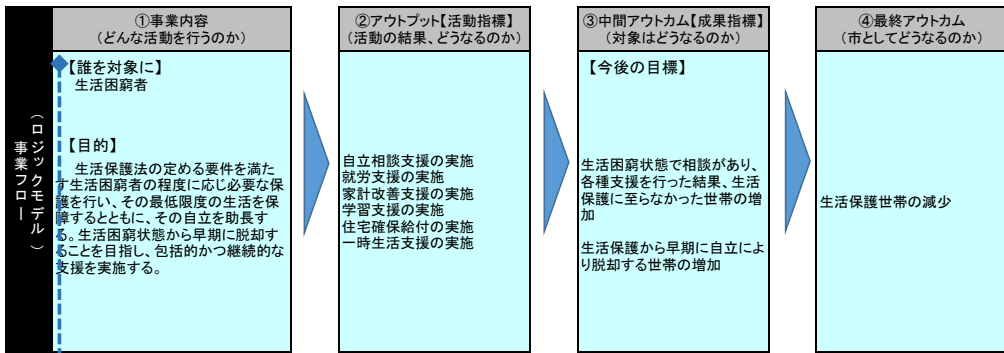 事業フロー
（ロジックモデル）
①事業内容
（どんな活動を行うのか）
【誰を対象に】
生活困窮者
【目的】
生活保護法の定める要件を満た
す生活困窮者の程度に応じ必要な保
護を行い、その最低限度の生活を保
障するとともに、その自立を助長す
る。生活困窮状態から早期に脱却す
ることを目指し、包括的かつ継続的な
支援を実施する。
②アウトプット【活動指標】
（活動の結果、どうなるのか）
自立相談支援の実施
就労支援の実施
家計改善支援の実施
学習支援の実施
住宅確保給付の実施
一時生活支援の実施
③中間アウトカム【成果指標】
（対象はどうなるのか）
【今後の目標】
生活困窮状態で相談があり、
各種支援を行った結果、生活
保護に至らなかった世帯の増
加
生活保護から早期に自立によ
り脱却する世帯の増加
④最終アウトカム
（市としてどうなるのか）
生活保護世帯の減少